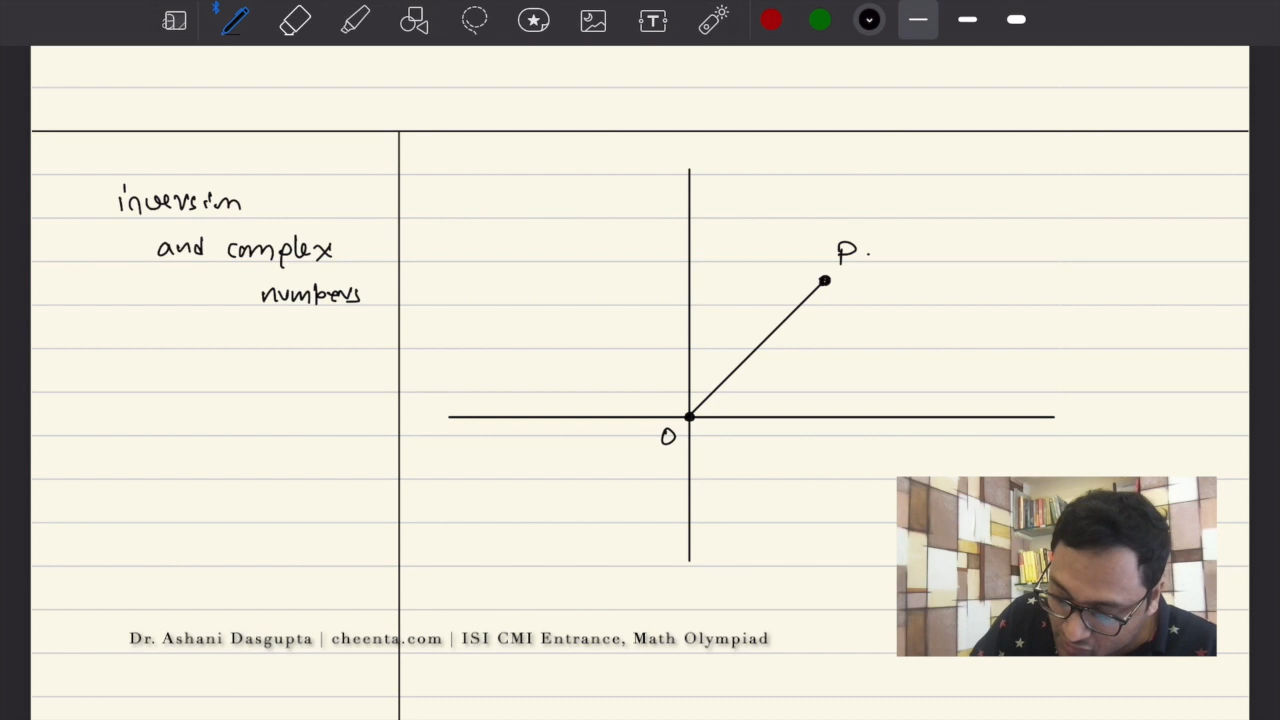 inversion
and complex
numbers
P.
O
Dr. Ashani Dasgupta | cheenta.com | ISI CMI Entrance, Math Olympiad